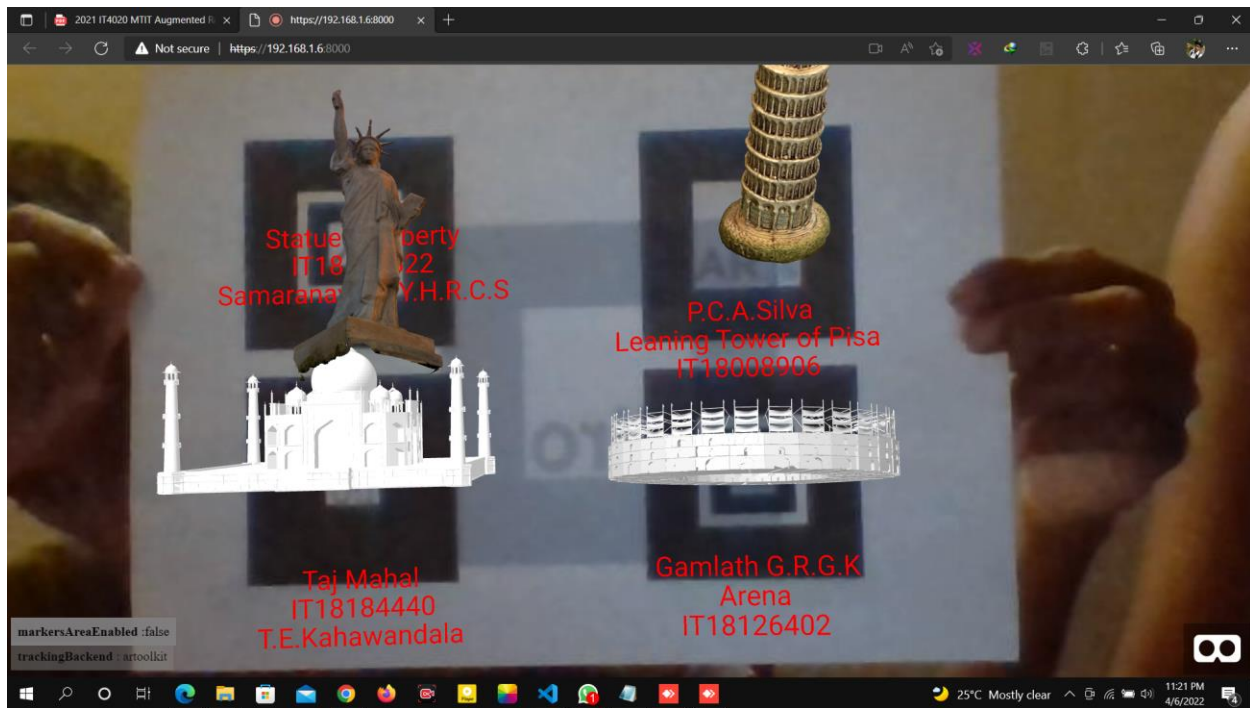 2021 IT4020 MTIT Augmented R
https://192.168.1.6:8000
Not secure
https://192.168.1.6:8000
Statue perty
IT18 22
Samarana Y.H.R.C.S
P.C.A.Silva
Leaning Tower of Pisa
IT18008906
Taj Mahal
IT18184440
T.E.Kahawandala
Gamlath G.R.G.K
Arena
IT18126402
markersAreaEnabled :false
trackingBackend : artoolkit
25°C Mostly clear
11:21 PM
4/6/2022